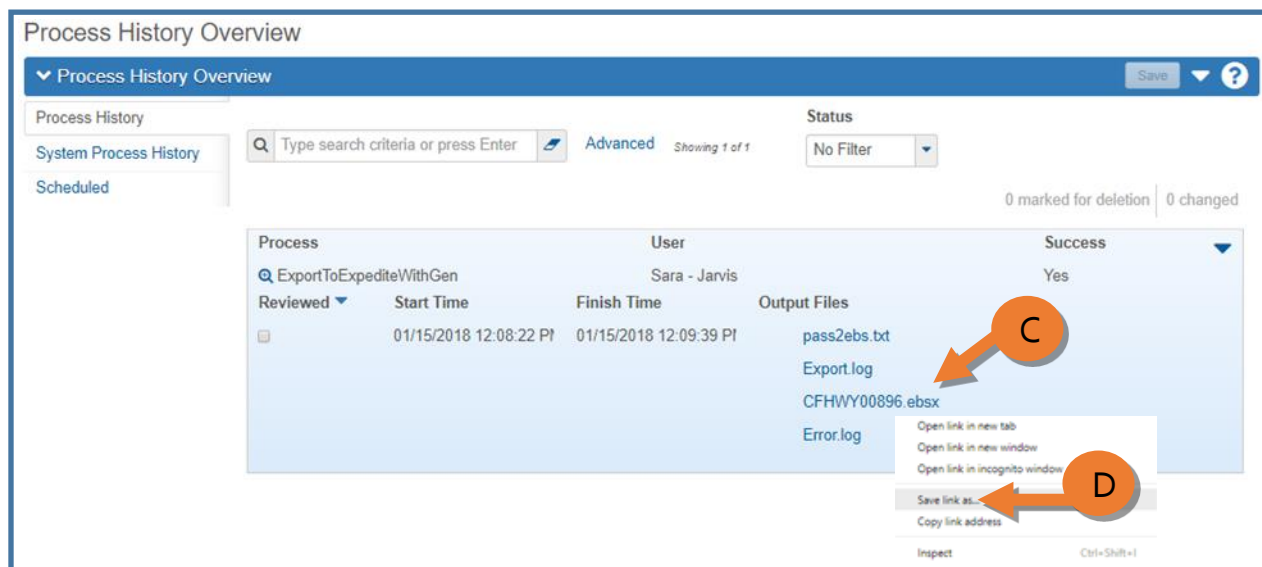 Process History Overview
Process History Overview Save ?
Process History
System Process History
Scheduled
Status
Type search criteria or press Enter Advanced Showing 1 of 1 No Filter
0 marked for deletion 0 changed
Process User Success
ExportToExpediteWithGen Sara - Jarvis Yes
Reviewed Start Time Finish Time Output Files
01/15/2018 12:08:22 PM 01/15/2018 12:09:39 PM pass2ebs.txt
Export.log
CFHWY00896.ebsx
Error.log
C
Open link in new tab
Open link in new window
Open link in incognito window
Save link as...
D
Copy link address
Inspect Ctrl+Shift+I